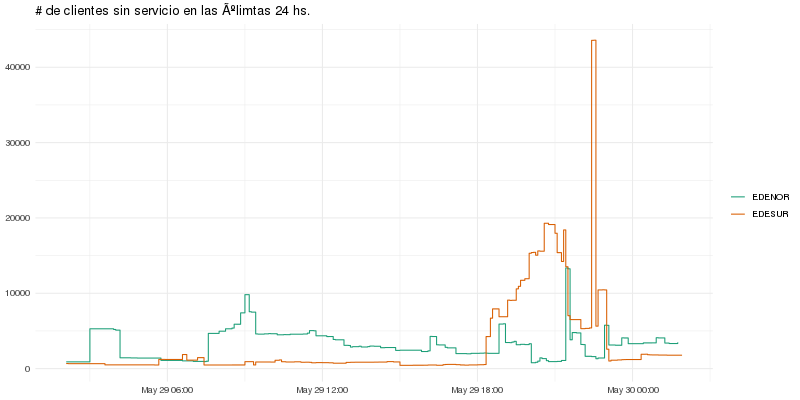 # de clientes sin servicio en las Ãºlimtas 24 hs.
40000
30000
20000
10000
0
May 29 06:00
May 29 12:00
May 29 18:00
May 30 00:00
EDENOR
EDESUR